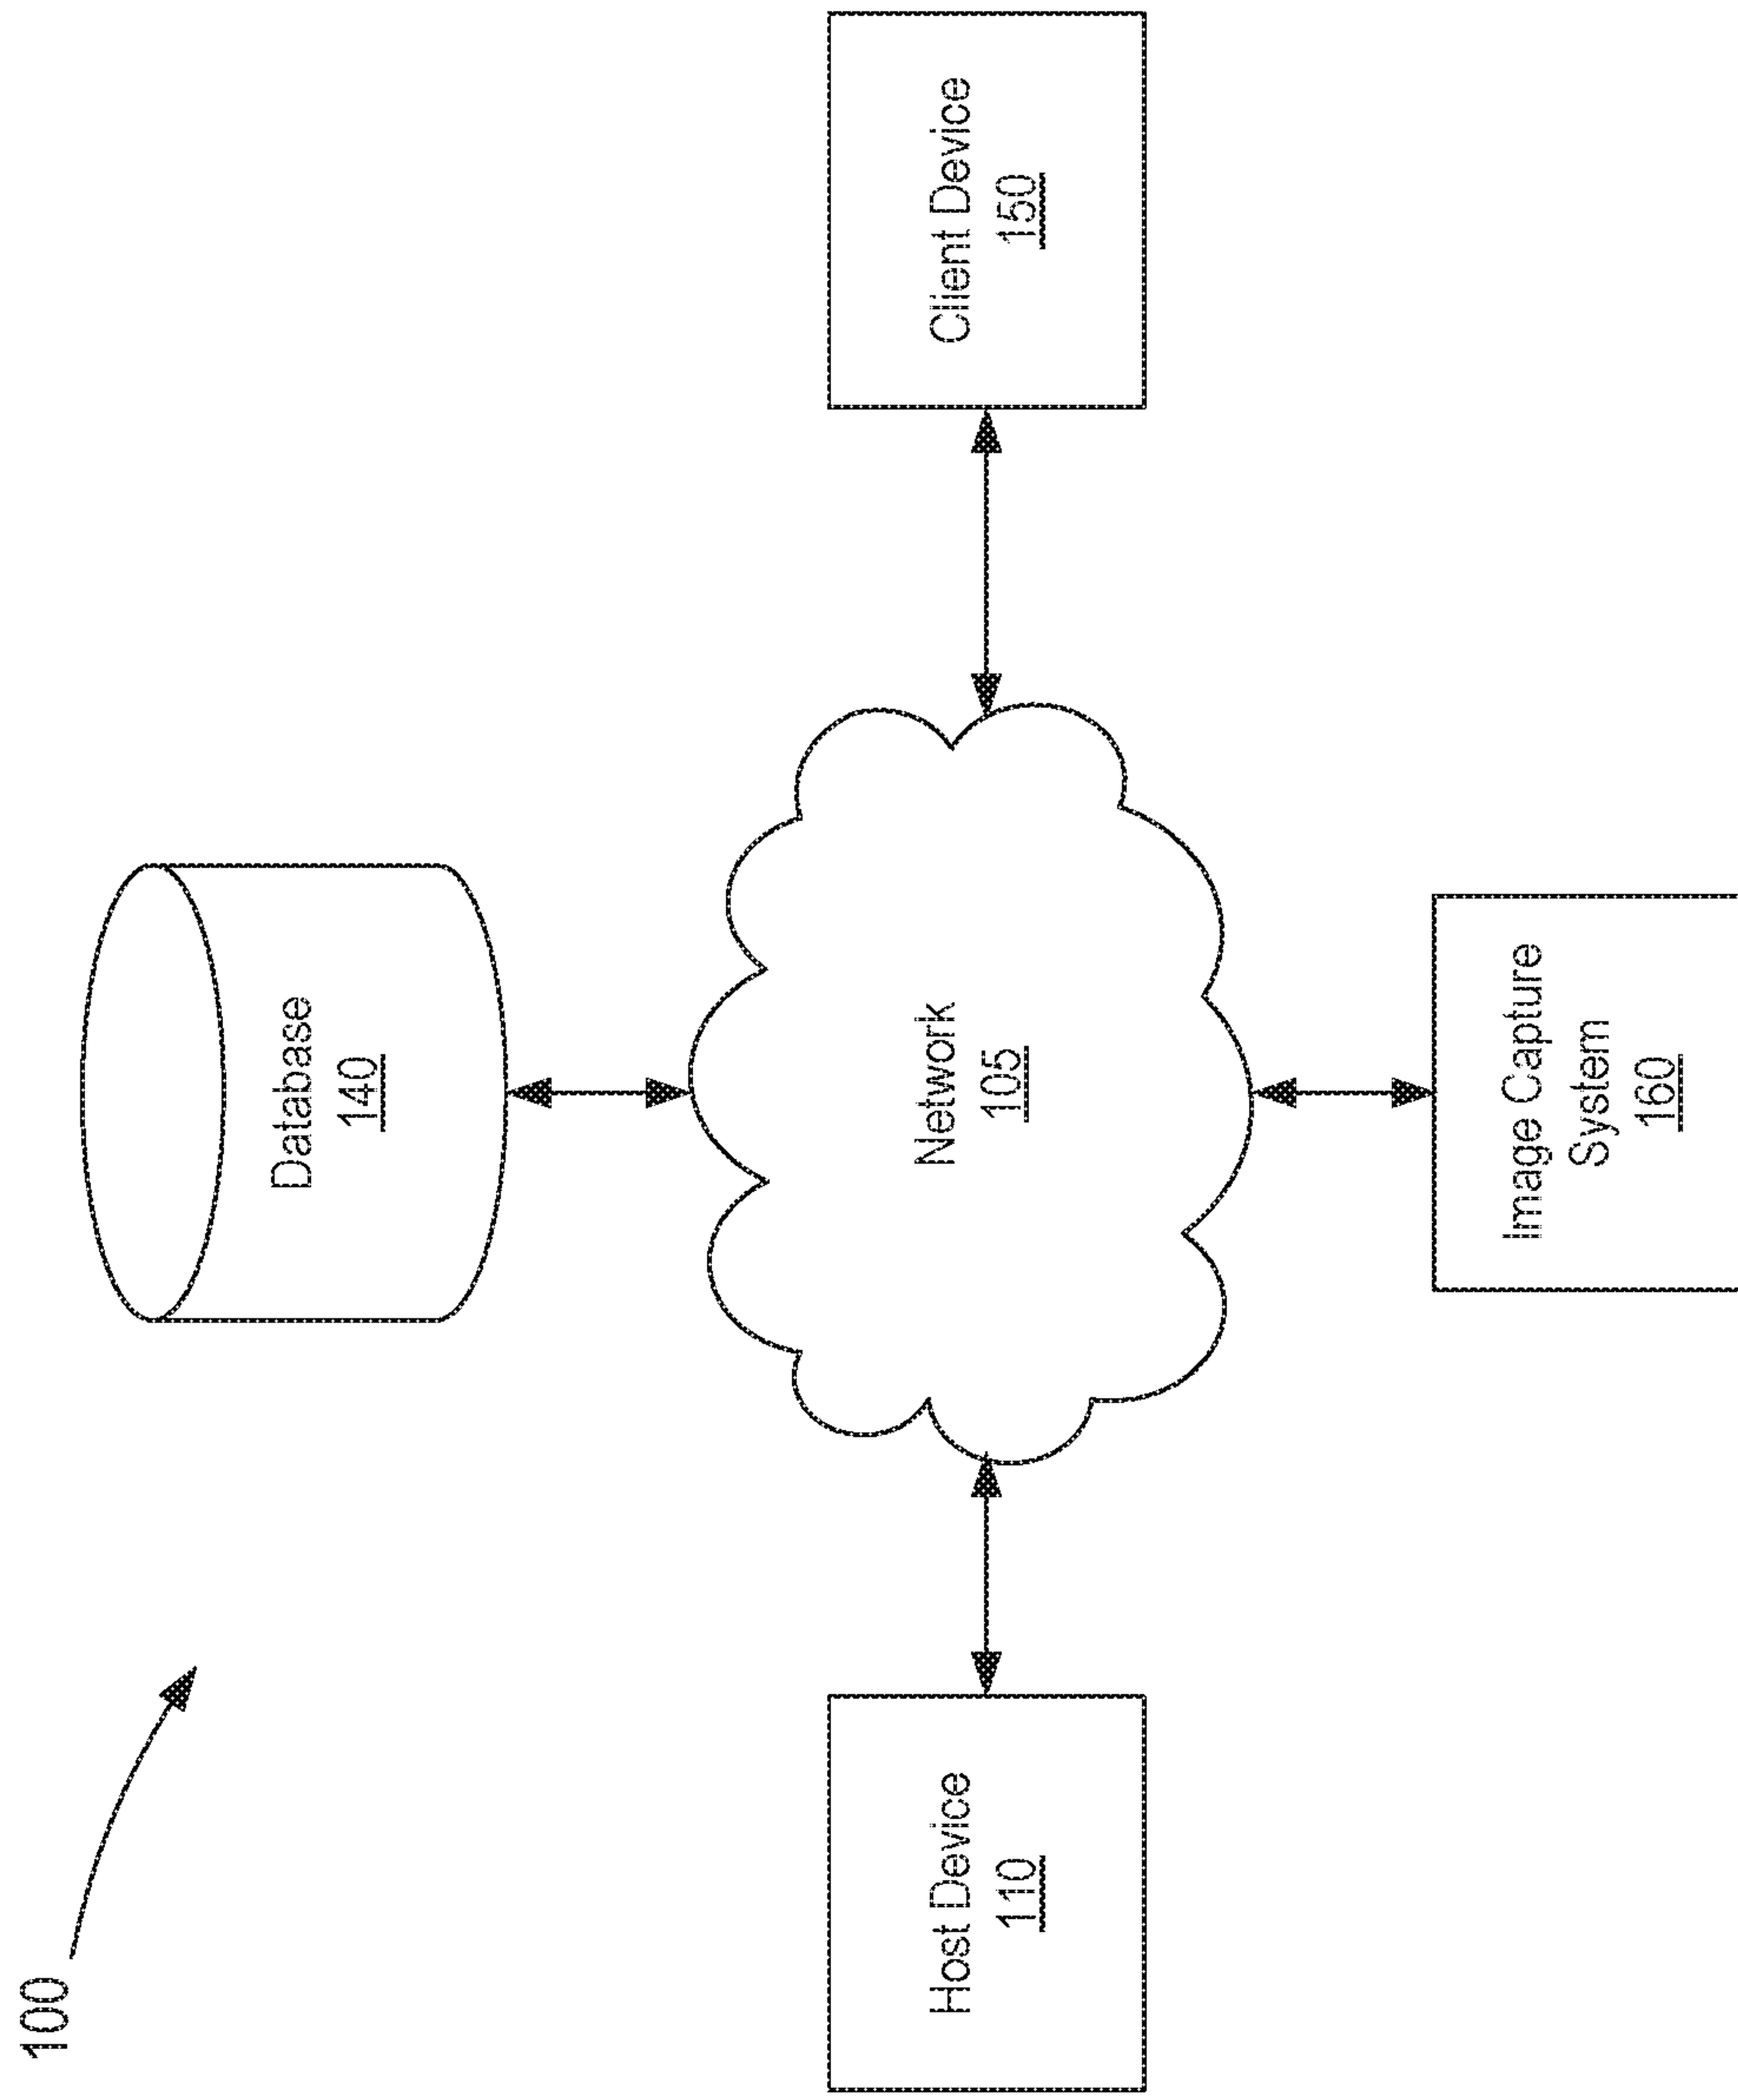 100
Database
140
Host Device
110
Network
105
Client Device
150
Image Capture
System
160